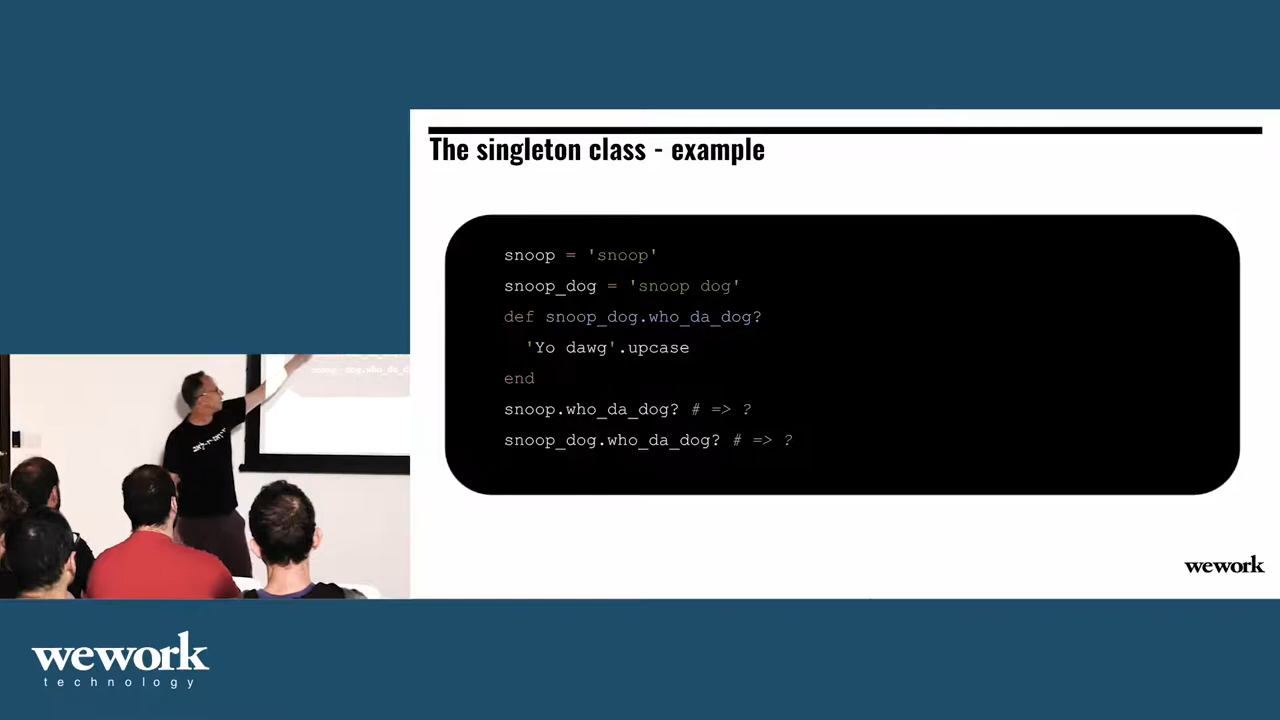 The singleton class - example
snoop = 'snoop'
snoop_dog = 'snoop dog'
def snoop_dog.who_da_dog?
'Yo dawg'.upcase
end
snoop.who_da_dog? # => ?
snoop_dog.who_da_dog? # => ?
wework
wework
technology